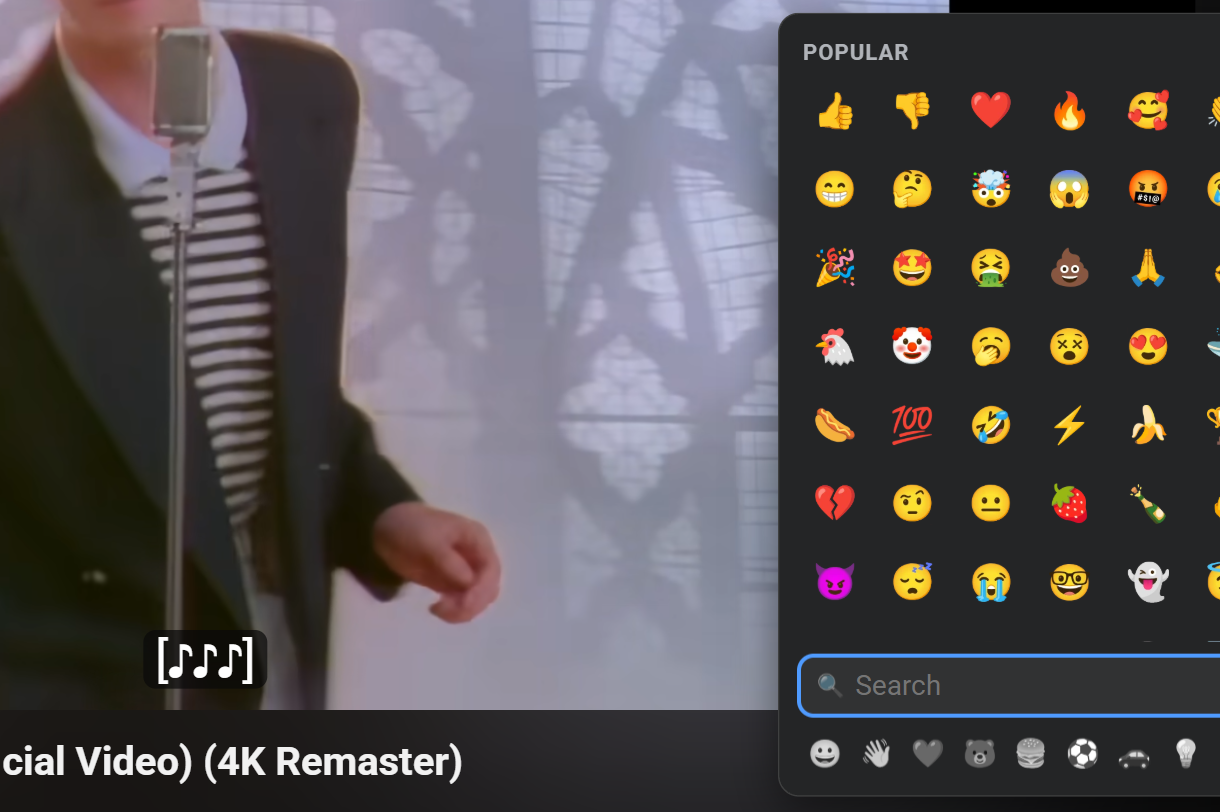 POPULAR
[♪♪♪]
Search
cial Video) (4K Remaster)